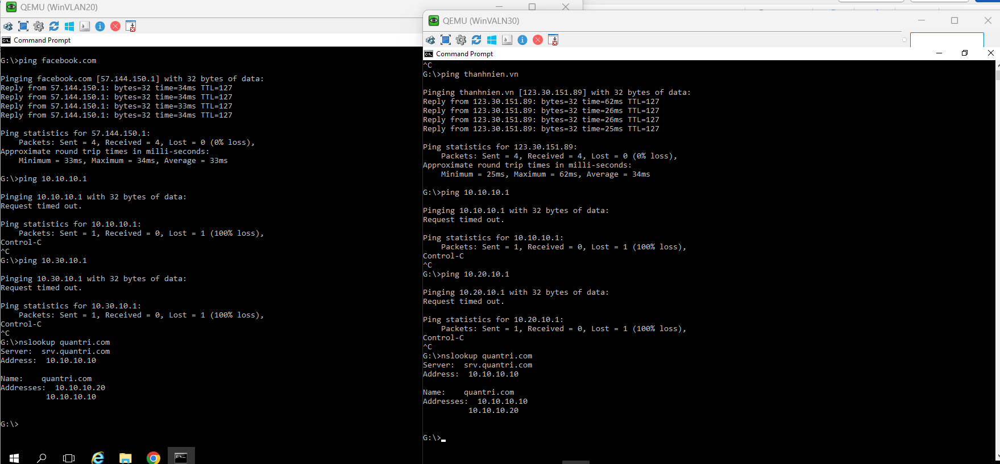 QEMU (WinVLAN20)
Command Prompt
G:\>ping facebook.com
Pinging facebook.com [57.144.150.1] with 32 bytes of data:
Reply from 57.144.150.1: bytes=32 time=34ms TTL=127
Reply from 57.144.150.1: bytes=32 time=34ms TTL=127
Reply from 57.144.150.1: bytes=32 time=33ms TTL=127
Reply from 57.144.150.1: bytes=32 time=34ms TTL=127
Ping statistics for 57.144.150.1:
    Packets: Sent = 4, Received = 4, Lost = 0 (0% loss),
Approximate round trip times in milli-seconds:
    Minimum = 33ms, Maximum = 34ms, Average = 33ms
G:\>ping 10.10.10.1
Pinging 10.10.10.1 with 32 bytes of data:
Request timed out.
Ping statistics for 10.10.10.1:
    Packets: Sent = 1, Received = 0, Lost = 1 (100% loss),
Control-C
^C
G:\>ping 10.30.10.1
Pinging 10.30.10.1 with 32 bytes of data:
Request timed out.
Ping statistics for 10.30.10.1:
    Packets: Sent = 1, Received = 0, Lost = 1 (100% loss),
Control-C
^C
G:\>nslookup quantri.com
Server:  srv.quantri.com
Address:  10.10.10.10
Name:    quantri.com
Addresses:  10.10.10.20
          10.10.10.10
G:\>
QEMU (WinVALN30)
Command Prompt
^C
G:\>ping thanhnien.vn
Pinging thanhnien.vn [123.30.151.89] with 32 bytes of data:
Reply from 123.30.151.89: bytes=32 time=62ms TTL=127
Reply from 123.30.151.89: bytes=32 time=26ms TTL=127
Reply from 123.30.151.89: bytes=32 time=26ms TTL=127
Reply from 123.30.151.89: bytes=32 time=25ms TTL=127
Ping statistics for 123.30.151.89:
    Packets: Sent = 4, Received = 4, Lost = 0 (0% loss),
Approximate round trip times in milli-seconds:
    Minimum = 25ms, Maximum = 62ms, Average = 34ms
G:\>ping 10.10.10.1
Pinging 10.10.10.1 with 32 bytes of data:
Request timed out.
Ping statistics for 10.10.10.1:
    Packets: Sent = 1, Received = 0, Lost = 1 (100% loss),
Control-C
^C
G:\>ping 10.20.10.1
Pinging 10.20.10.1 with 32 bytes of data:
Request timed out.
Ping statistics for 10.20.10.1:
    Packets: Sent = 1, Received = 0, Lost = 1 (100% loss),
Control-C
^C
G:\>nslookup quantri.com
Server:  srv.quantri.com
Address:  10.10.10.10
Name:    quantri.com
Addresses:  10.10.10.10
          10.10.10.20
G:\>